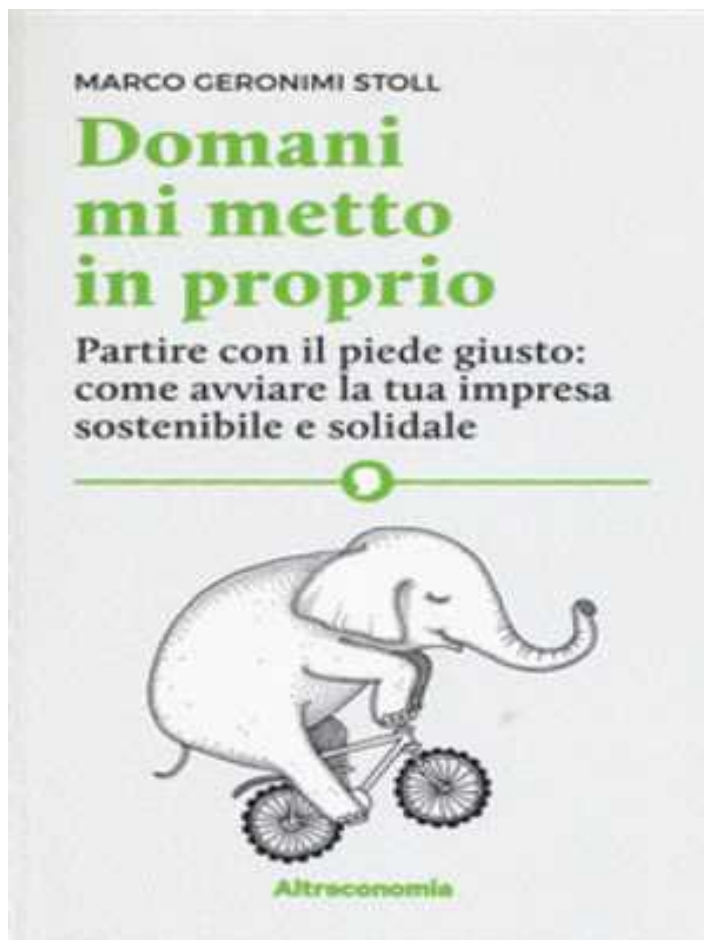 MARCO GERONIMI STOLL
Domani
mi metto
in proprio
Partire con il piede giusto:
come avviare la tua impresa
sostenibile e solidale
Altreconomia